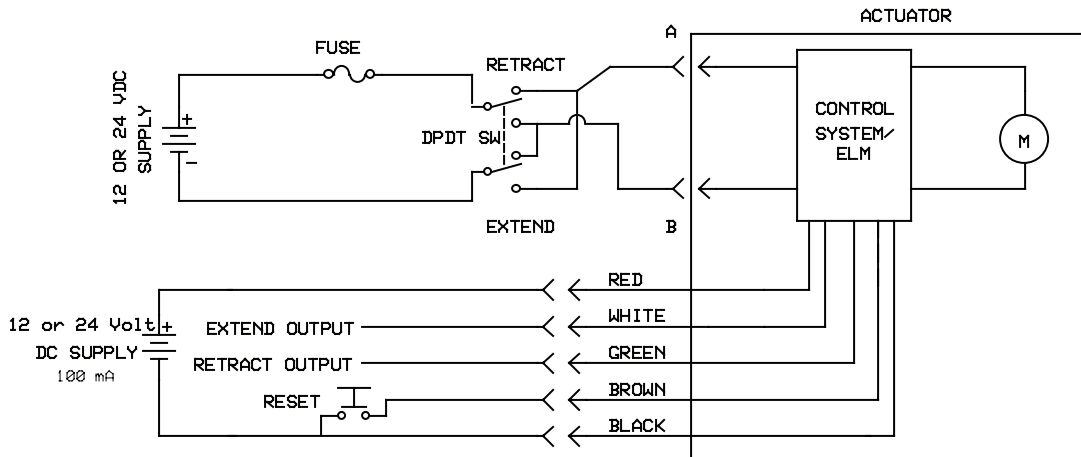 ACTUATOR
A
FUSE
RETRACT
12 OR 24 VDC
SUPPLY
+
−
DPDT SW
CONTROL
SYSTEM/
ELM
M
EXTEND
B
RED
12 or 24 Volt
+
DC SUPPLY
100 mA
EXTEND OUTPUT
WHITE
RETRACT OUTPUT
GREEN
RESET
BROWN
BLACK